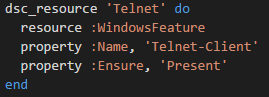 dsc_resource 'Telnet' do
  resource :WindowsFeature
  property :Name, 'Telnet-Client'
  property :Ensure, 'Present'
end